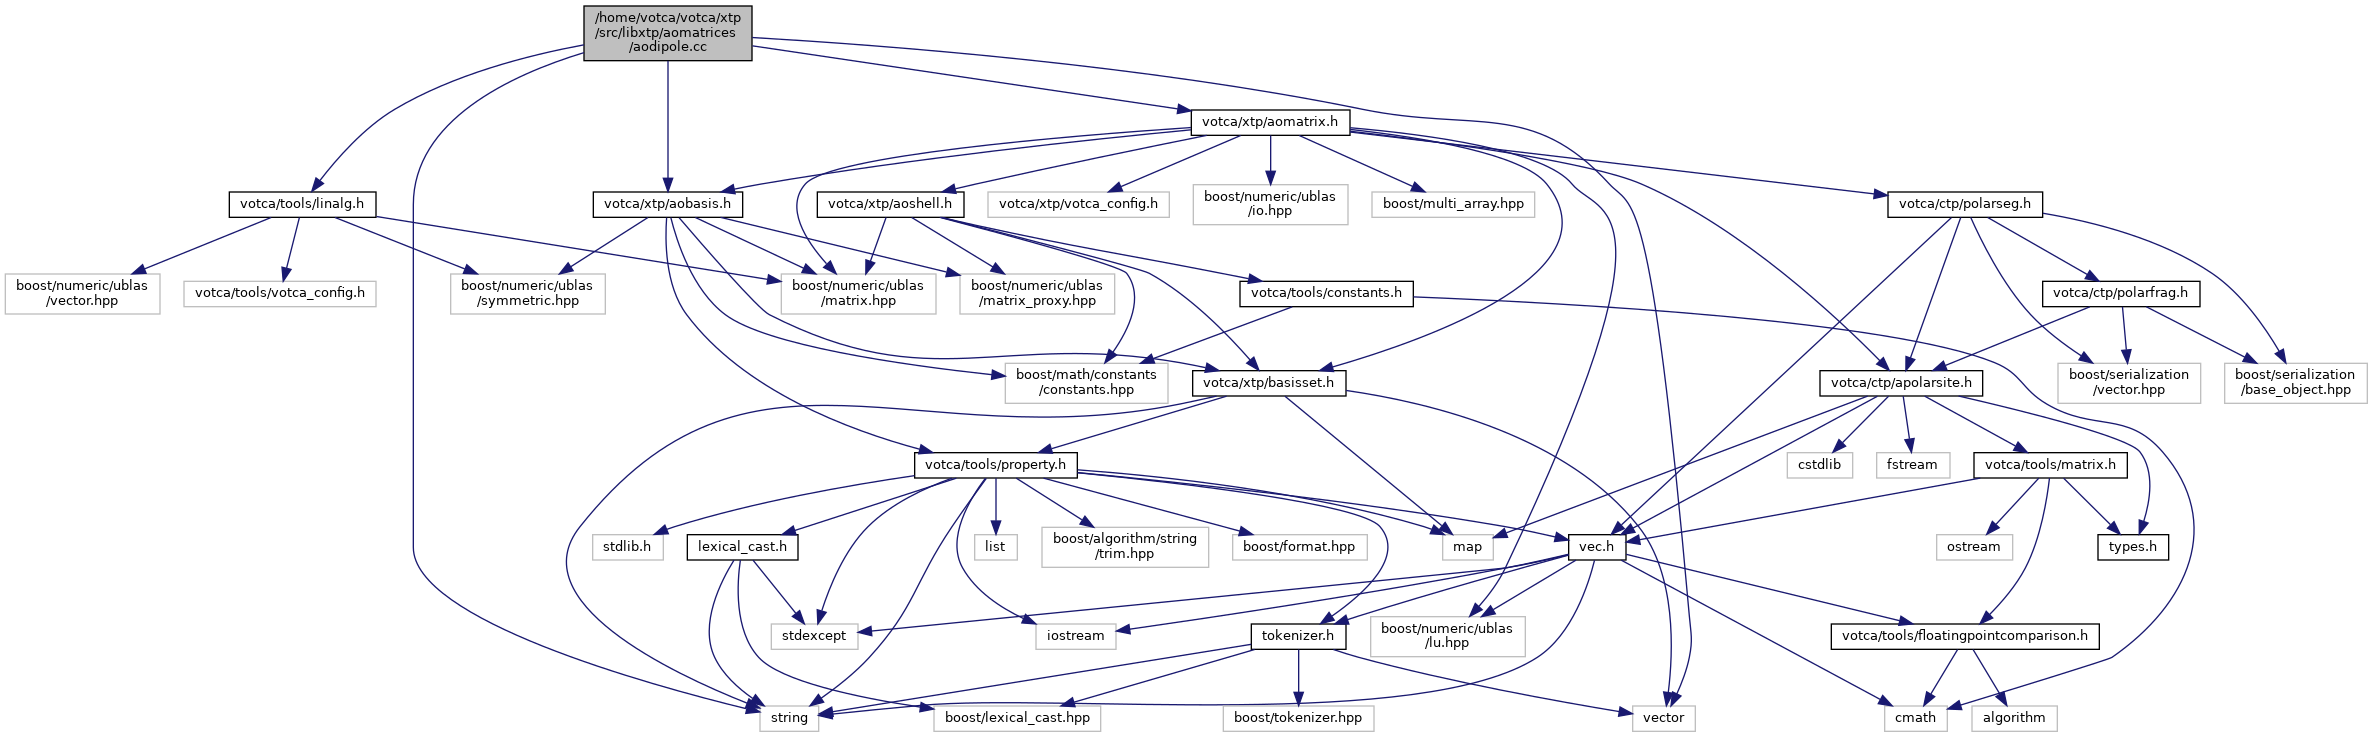 /home/votca/votca/xtp
/src/libxtp/aomatrices
/aodipole.cc
votca/xtp/aomatrix.h
votca/tools/linalg.h
votca/xtp/aobasis.h
votca/xtp/aoshell.h
votca/xtp/votca_config.h
boost/numeric/ublas
/io.hpp
boost/multi_array.hpp
votca/ctp/polarseg.h
boost/numeric/ublas
/vector.hpp
votca/tools/votca_config.h
boost/numeric/ublas
/symmetric.hpp
boost/numeric/ublas
/matrix.hpp
boost/numeric/ublas
/matrix_proxy.hpp
votca/tools/constants.h
votca/ctp/polarfrag.h
boost/math/constants
/constants.hpp
votca/xtp/basisset.h
votca/ctp/apolarsite.h
boost/serialization
/vector.hpp
boost/serialization
/base_object.hpp
votca/tools/property.h
cstdlib
fstream
votca/tools/matrix.h
stdlib.h
lexical_cast.h
list
boost/algorithm/string
/trim.hpp
boost/format.hpp
map
vec.h
ostream
types.h
stdexcept
iostream
tokenizer.h
boost/numeric/ublas
/lu.hpp
votca/tools/floatingpointcomparison.h
string
boost/lexical_cast.hpp
boost/tokenizer.hpp
vector
cmath
algorithm